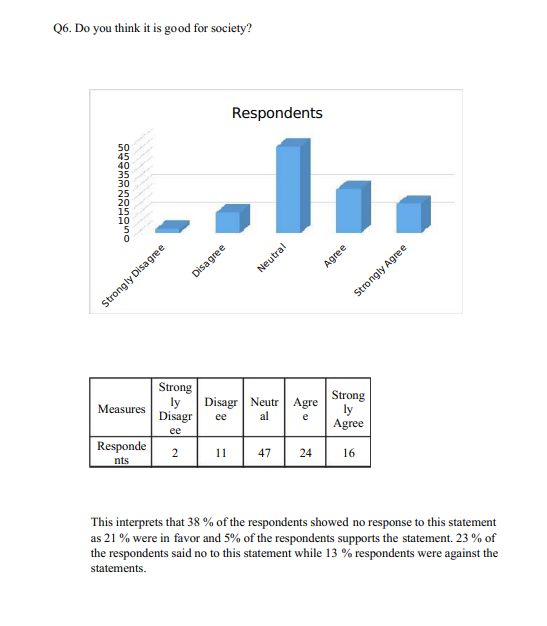 Q6. Do you think it is good for society?
Respondents
50
45
40
35
30
25
20
15
10
5
0
Strongly Disagree
Disagree
Neutral
Agree
Strongly Agree
Measures
Strong
ly
Disagr
ee
Disagr
ee
Neutr
al
Agre
e
Strong
ly
Agree
Responde
nts
2
11
47
24
16
This interprets that 38 % of the respondents showed no response to this statement
as 21 % were in favor and 5% of the respondents supports the statement. 23 % of
the respondents said no to this statement while 13 % respondents were against the
statements.